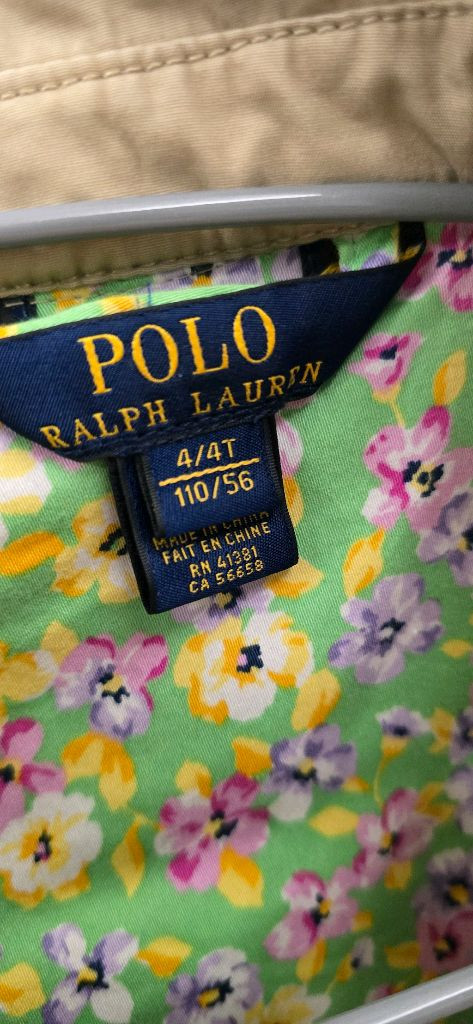 POLO
RALPH LAUREN
4/4T
110/56
MADE IN CHINA
FAIT EN CHINE
RN 41381
CA 56658